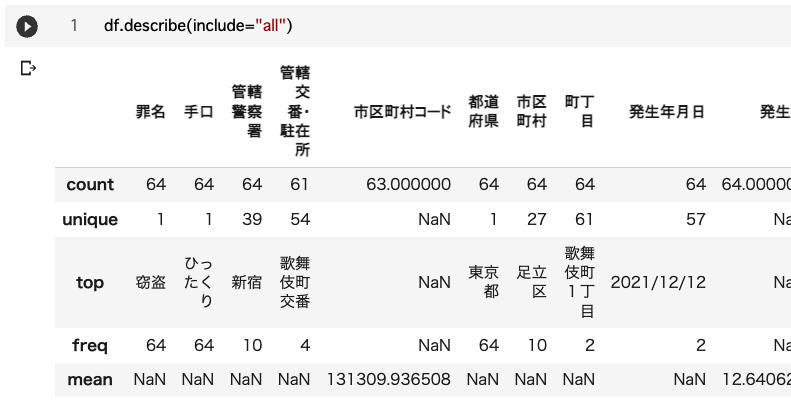 1 df.describe(include="all")
罪名 手口 管轄警察署 管轄交番・駐在所 市区町村コード 都道府県 市区町村 町丁目 発生年月日 発生
count 64 64 64 61 63.000000 64 64 64 64 64.00000
unique 1 1 39 54 NaN 1 27 61 57 Na
top 窃盗 ひったくり 新宿 歌舞伎町交番 NaN 東京都 足立区 歌舞伎町1丁目 2021/12/12 Na
freq 64 64 10 4 NaN 64 10 2 2 Na
mean NaN NaN NaN NaN 131309.936508 NaN NaN NaN NaN 12.64062